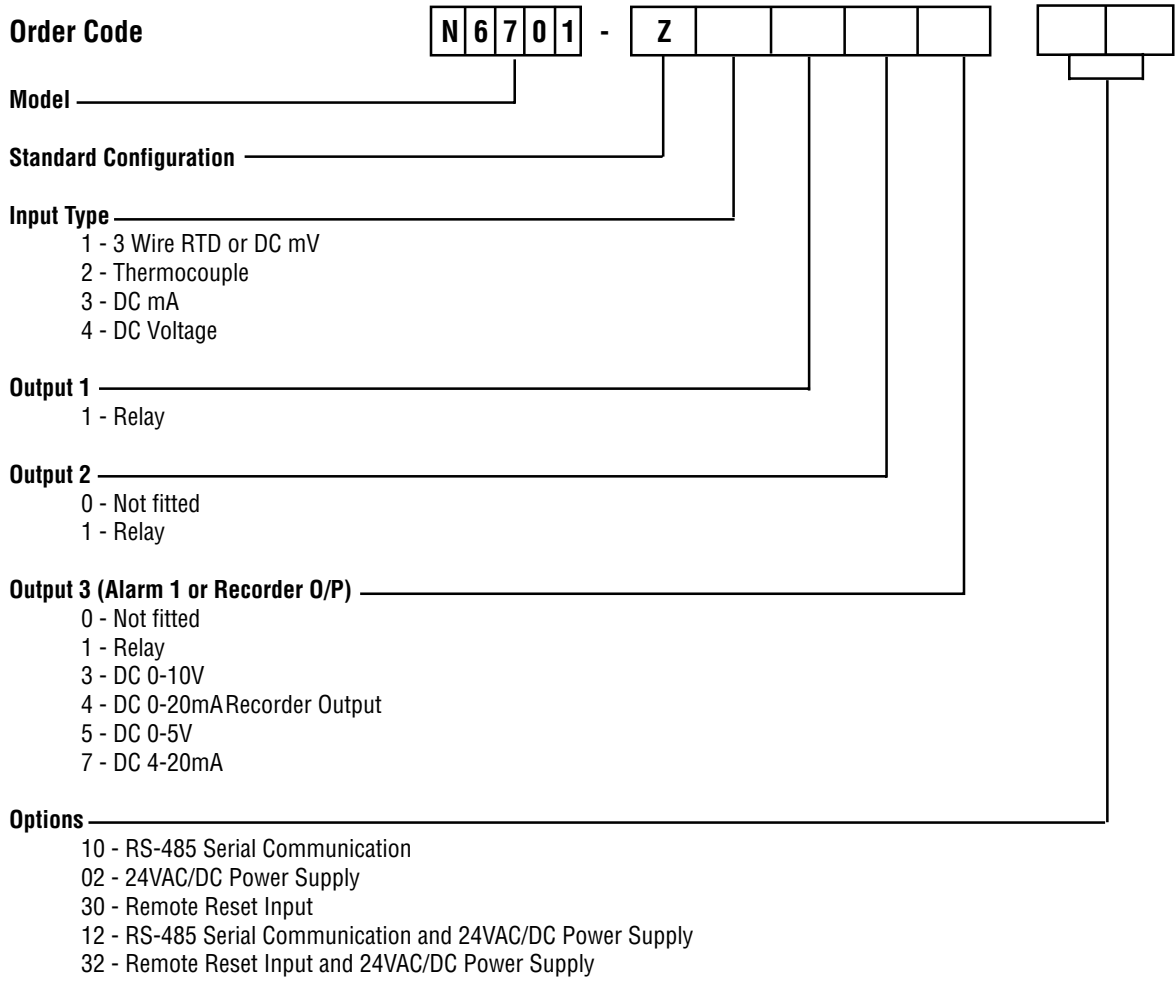 Order Code N6701 - Z
Model
Standard Configuration
Input Type
1 - 3 Wire RTD or DC mV
2 - Thermocouple
3 - DC mA
4 - DC Voltage
Output 1
1 - Relay
Output 2
0 - Not fitted
1 - Relay
Output 3 (Alarm 1 or Recorder O/P)
0 - Not fitted
1 - Relay
3 - DC 0-10V
4 - DC 0-20mA Recorder Output
5 - DC 0-5V
7 - DC 4-20mA
Options
10 - RS-485 Serial Communication
02 - 24VAC/DC Power Supply
30 - Remote Reset Input
12 - RS-485 Serial Communication and 24VAC/DC Power Supply
32 - Remote Reset Input and 24VAC/DC Power Supply